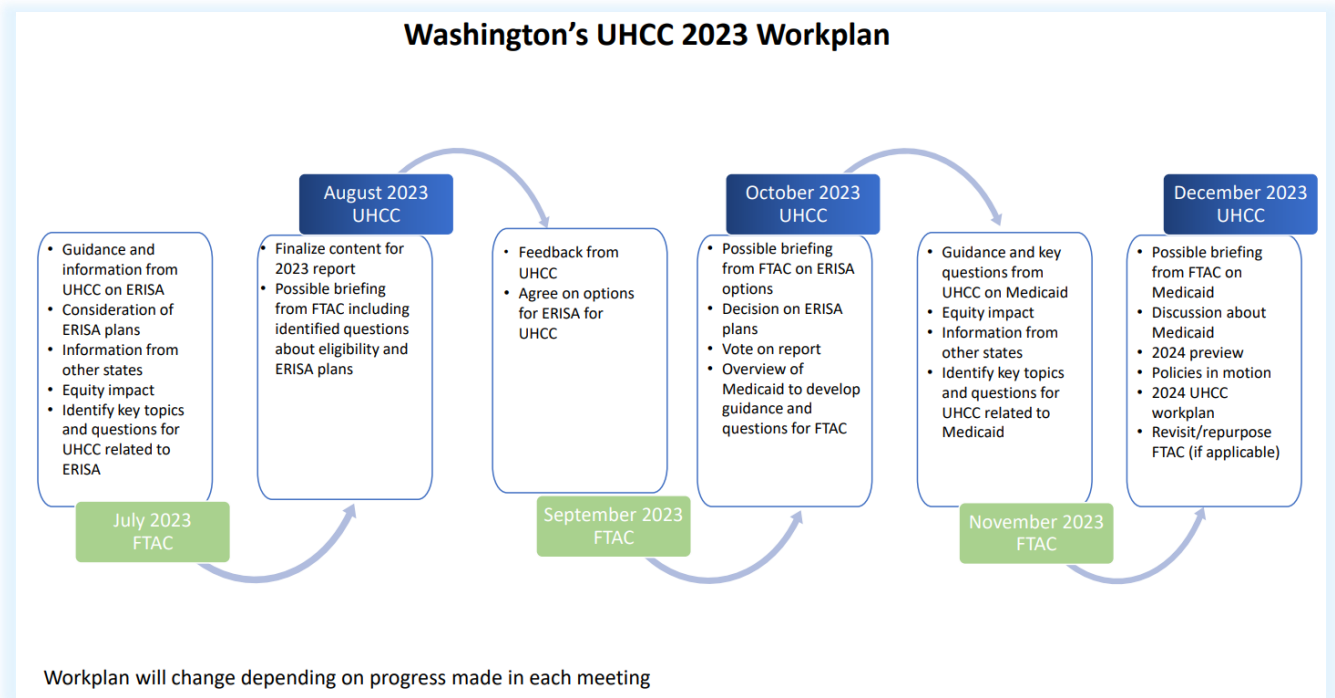 Washington's UHCC 2023 Workplan
• Guidance and
information from
UHCC on ERISA
• Consideration of
ERISA plans
• Information from
other states
• Equity impact
• Identify key topics
and questions for
UHCC related to
ERISA
July 2023
FTAC
August 2023
UHCC
• Finalize content for
2023 report
• Possible briefing
from FTAC including
identified questions
about eligibility and
ERISA plans
• Feedback from
UHCC
• Agree on options
for ERISA for
UHCC
September 2023
FTAC
October 2023
UHCC
• Possible briefing
from FTAC on ERISA
options
• Decision on ERISA
plans
• Vote on report
• Overview of
Medicaid to develop
guidance and
questions for FTAC
• Guidance and key
questions from
UHCC on Medicaid
• Equity impact
• Information from
other states
• Identify key topics
and questions for
UHCC related to
Medicaid
November 2023
FTAC
December 2023
UHCC
• Possible briefing
from FTAC on
Medicaid
• Discussion about
Medicaid
• 2024 preview
• Policies in motion
• 2024 UHCC
workplan
• Revisit/repurpose
FTAC (if applicable)
Workplan will change depending on progress made in each meeting